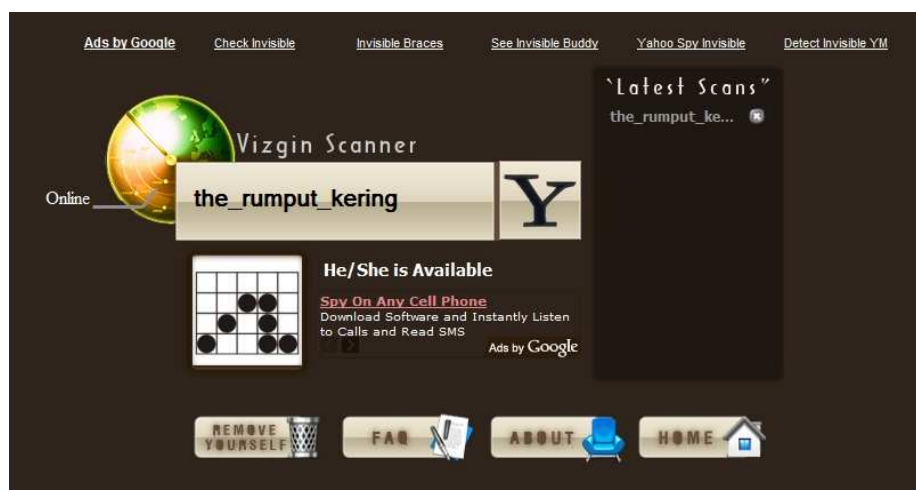 Ads by Google Check Invisible Invisible Braces See Invisible Buddy Yahoo Spy Invisible Detect Invisible YM
`Latest Scans"
the_rumput_ke...
Vizgin Scanner
Online
the_rumput_kering
Y
He/She is Available
Spy On Any Cell Phone
Download Software and Instantly Listen
to Calls and Read SMS
Ads by Google
REMOVE
YOURSELF
FAQ
ABOUT
HOME